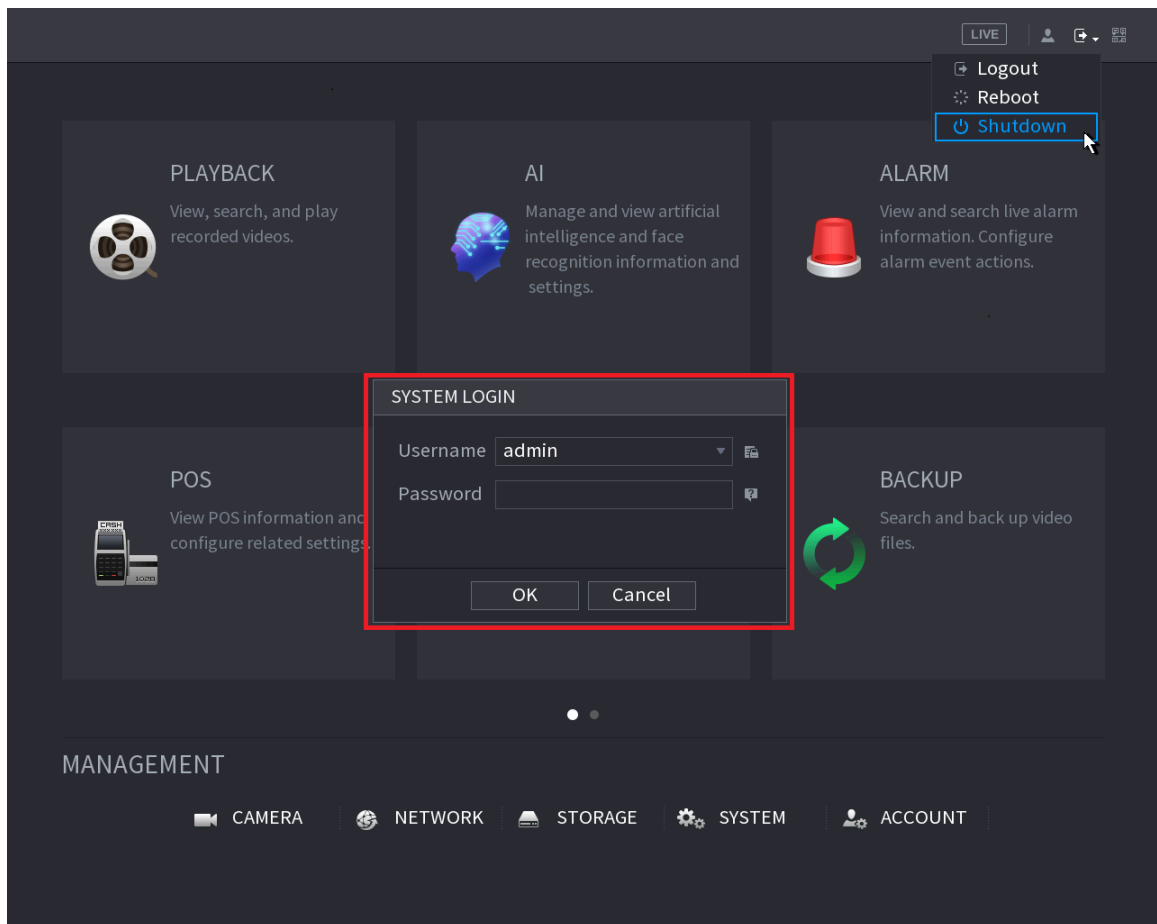 LIVE
Logout
Reboot
Shutdown
PLAYBACK
View, search, and play
recorded videos.
AI
Manage and view artificial
intelligence and face
recognition information and
settings.
ALARM
View and search live alarm
information. Configure
alarm event actions.
SYSTEM LOGIN
Username admin
Password
OK Cancel
POS
View POS information and
configure related settings.
CASH
BACKUP
Search and back up video
files.
MANAGEMENT
CAMERA NETWORK STORAGE SYSTEM ACCOUNT